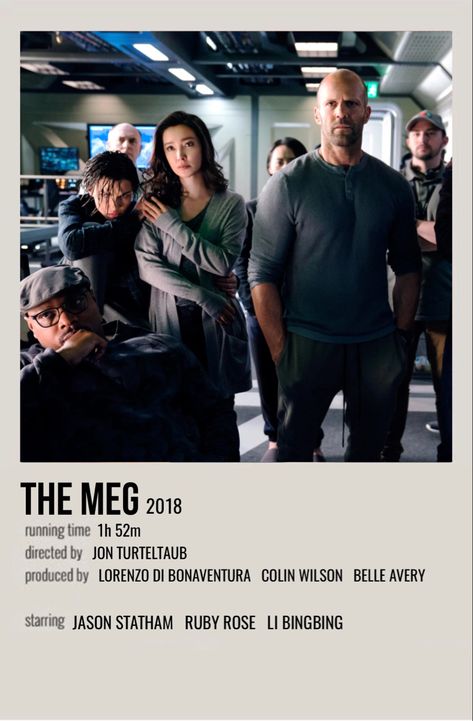 THE MEG 2018
running time 1h 52m
directed by JON TURTELTAUB
produced by LORENZO DI BONAVENTURA COLIN WILSON BELLE AVERY
starring JASON STATHAM RUBY ROSE LI BINGBING